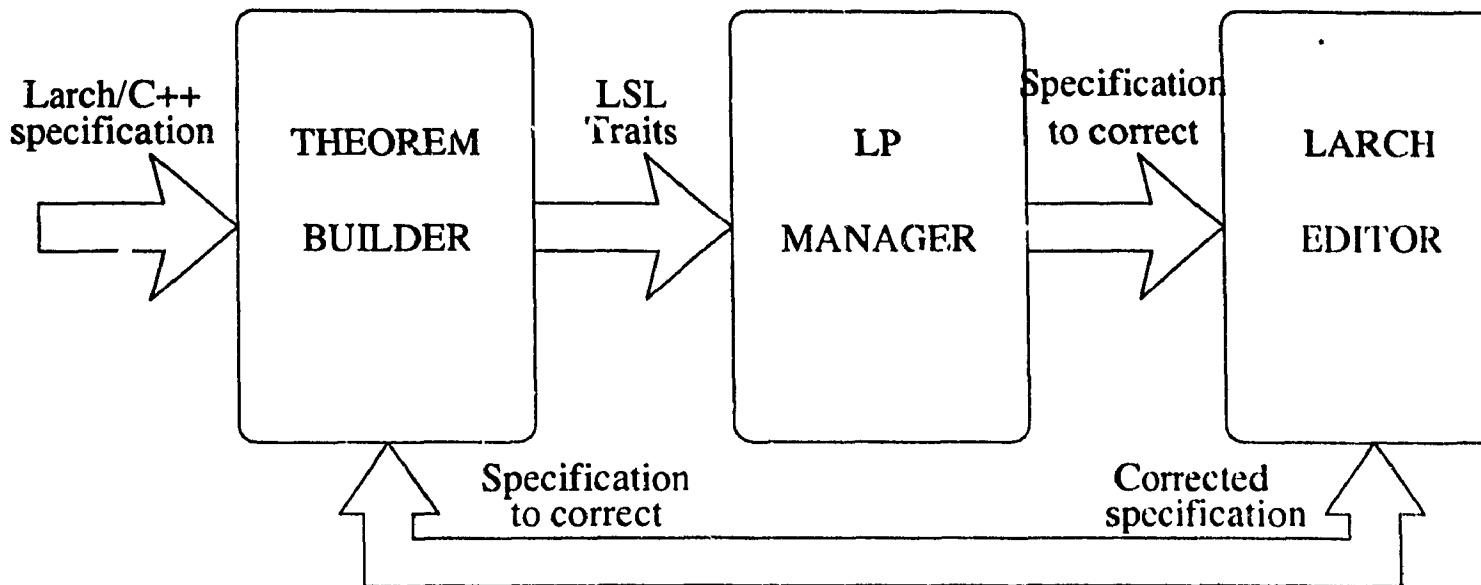 Larch/C++
specification
THEOREM
BUILDER
LSL
Traits
LP
MANAGER
Specification
to correct
LARCH
EDITOR
Specification
to correct
Corrected
specification